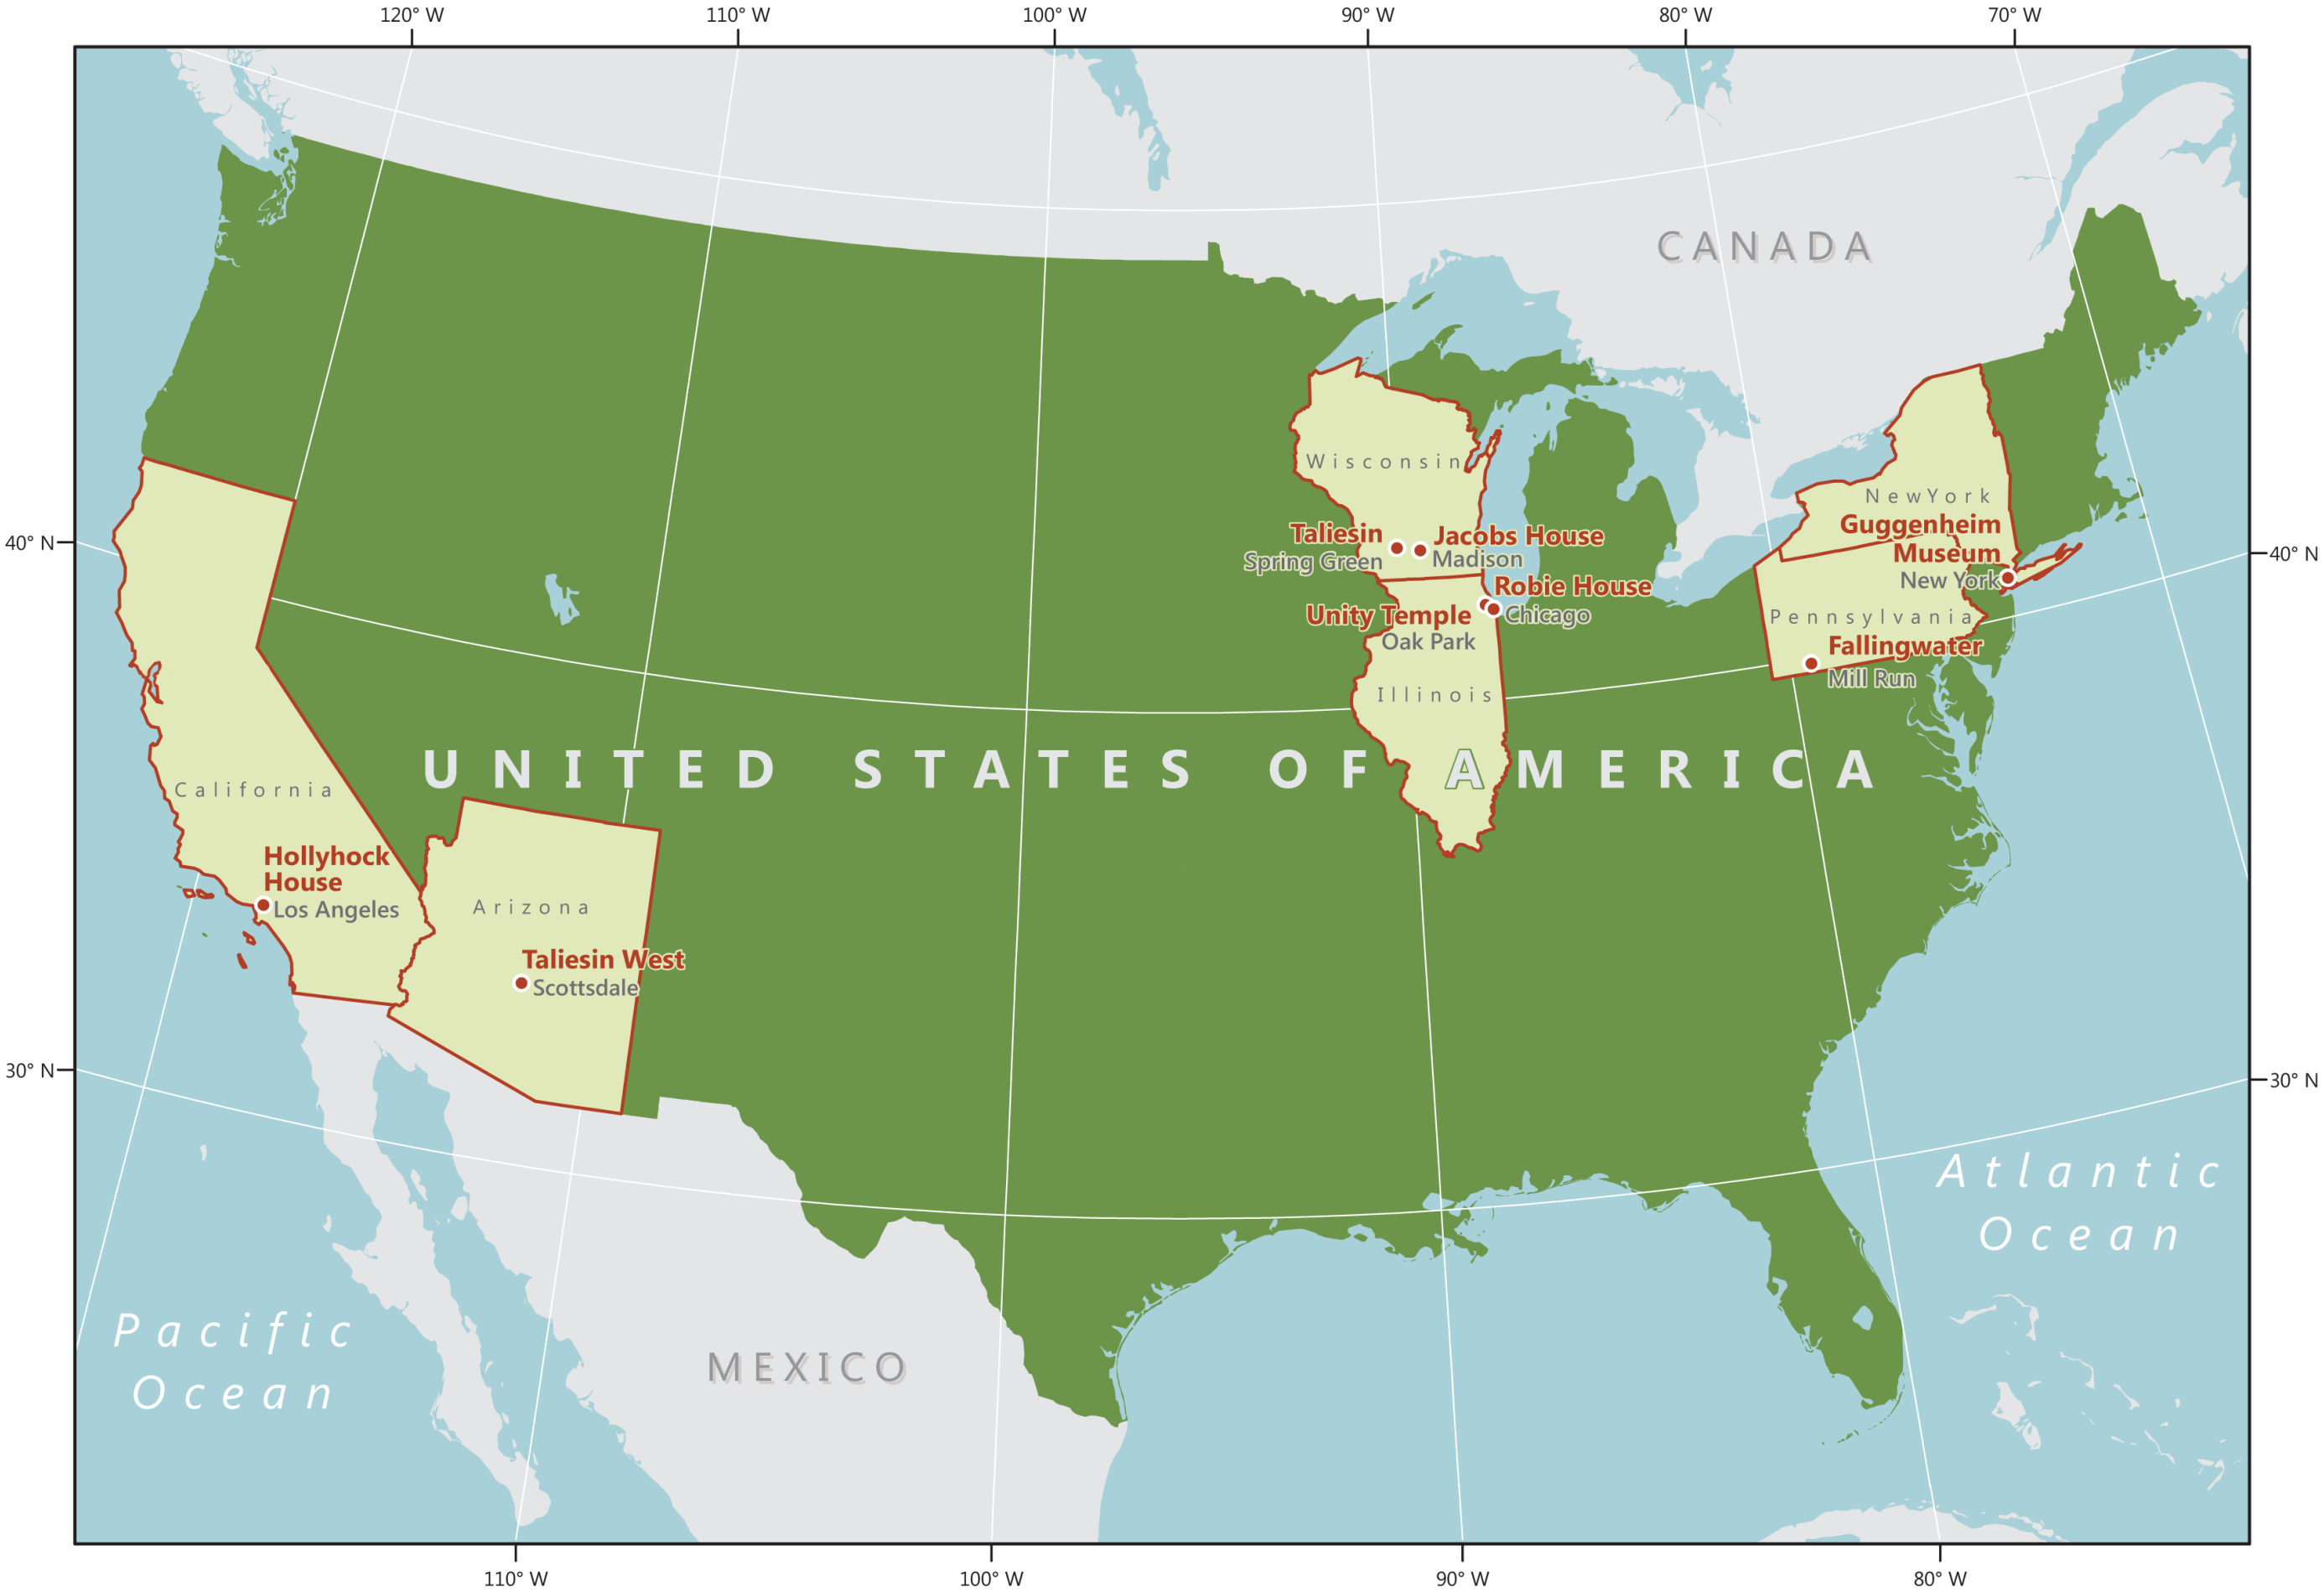 120° W
110° W
100° W
90° W
80° W
70° W
CANADA
Wisconsin
NewYork
Guggenheim
Museum
New York
Taliesin
Spring Green
Jacobs House
Madison
40° N
40° N
Robie House
Chicago
Unity Temple
Oak Park
Pennsylvania
Fallingwater
Mill Run
Illinois
UNITED STATES OF AMERICA
California
Hollyhock
House
Los Angeles
Arizona
Taliesin West
Scottsdale
30° N
30° N
Atlantic
Ocean
Pacific
Ocean
MEXICO
110° W
100° W
90° W
80° W